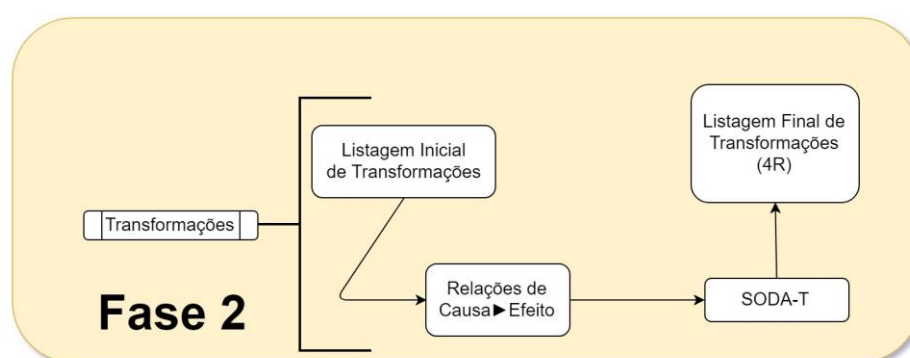 Transformações
Fase 2
Listagem Inicial
de Transformações
Relações de
Causa►Efeito
SODA-T
Listagem Final de
Transformações
(4R)